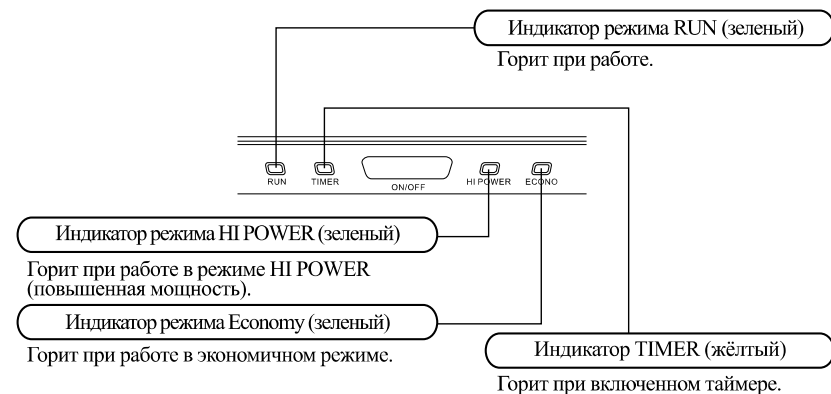 Индикатор режима RUN (зеленый)
Горит при работе.
RUN
TIMER
ON/OFF
HI POWER
ECONO
Индикатор режима HI POWER (зеленый)
Горит при работе в режиме HI POWER
(повышенная мощность).
Индикатор режима Economy (зеленый)
Горит при работе в экономичном режиме.
Индикатор TIMER (жёлтый)
Горит при включенном таймере.